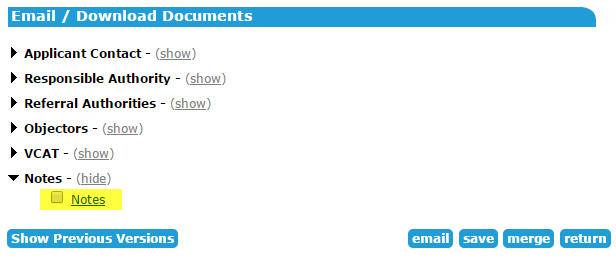 Email / Download Documents
Applicant Contact - (show)
Responsible Authority - (show)
Referral Authorities - (show)
Objectors - (show)
VCAT - (show)
Notes - (hide)
Notes
Show Previous Versions email save merge return